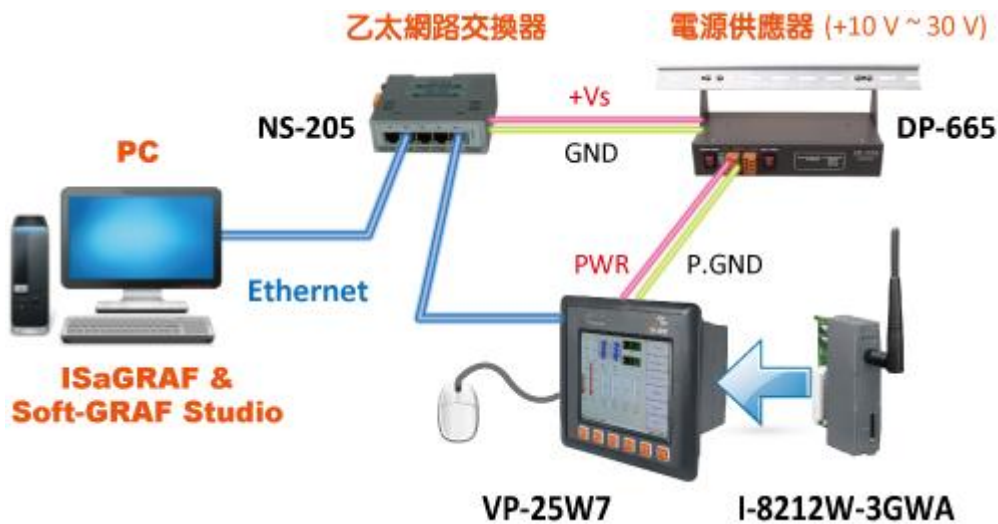 乙太網路交換器
電源供應器 (+10 V ~ 30 V)
NS-205
+Vs
GND
DP-665
PC
Ethernet
PWR
P.GND
ISaGRAF &
Soft-GRAF Studio
VP-25W7
I-8212W-3GWA